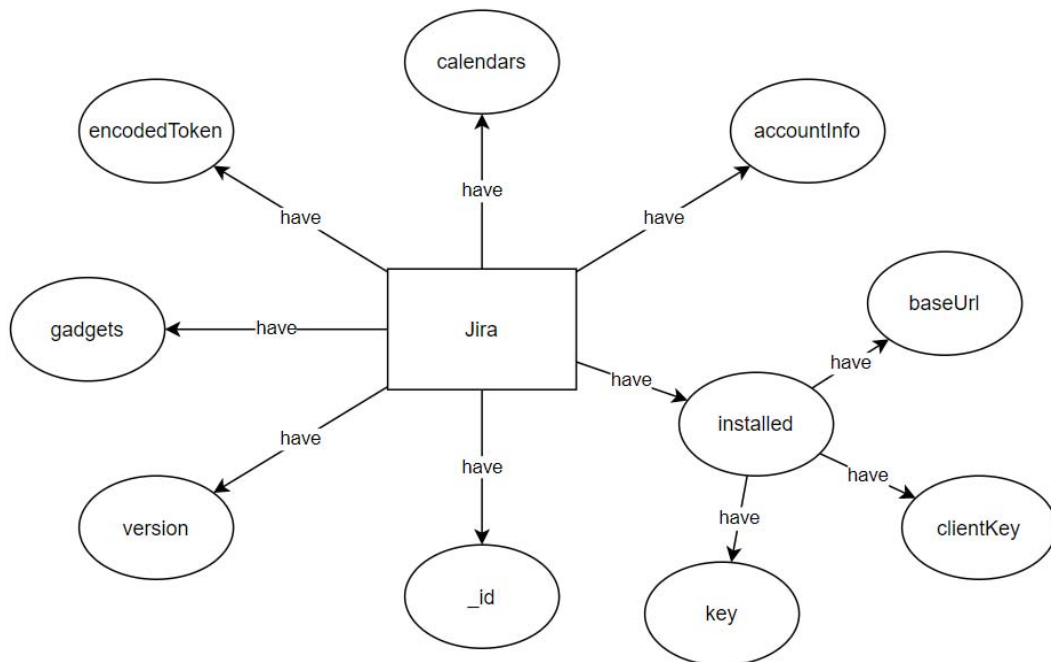 calendars
encodedToken
accountInfo
have
have
have
baseUrl
gadgets
have
Jira
have
have
installed
have
have
have
have
version
have
clientKey
_id
key